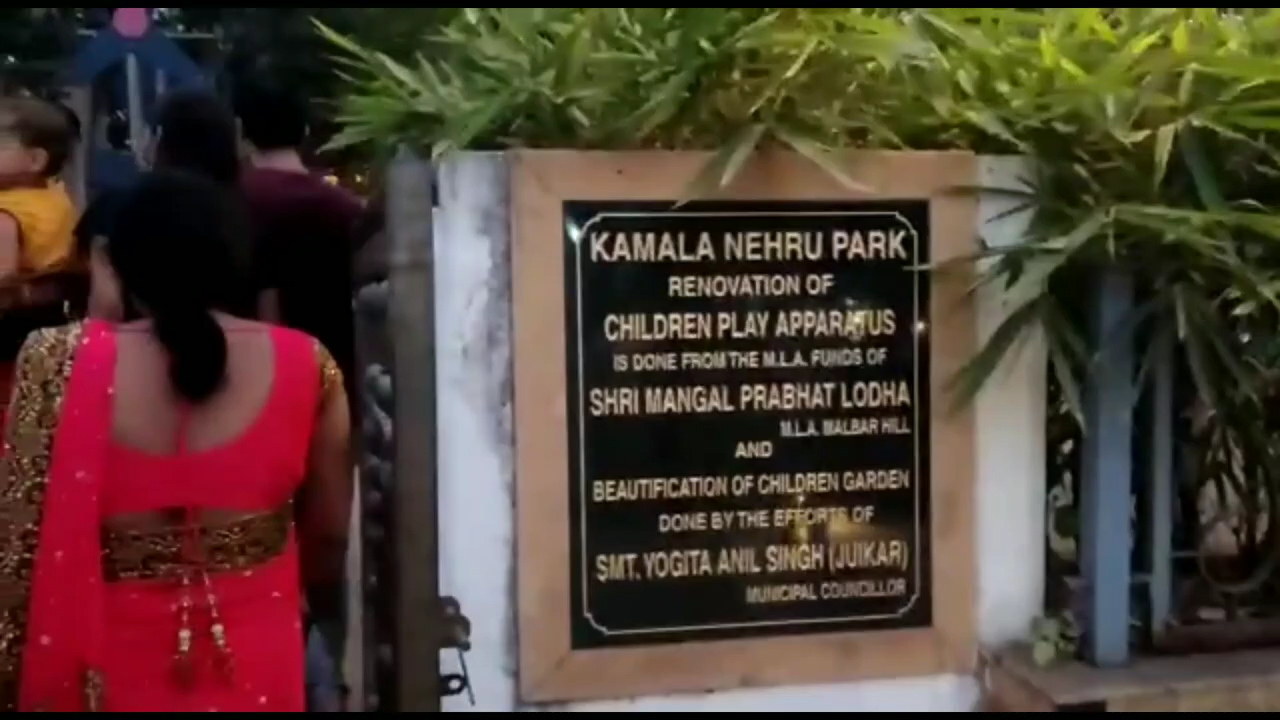 KAMALA NEHRU PARK
RENOVATION OF
CHILDREN PLAY APPARATUS
IS DONE FROM THE M.L.A. FUNDS OF
SHRI MANGAL PRABHAT LODHA
M.L.A. MALBAR HILL
AND
BEAUTIFICATION OF CHILDREN GARDEN
DONE BY THE EFFORTS OF
SMT. YOGITA ANIL SINGH (JUIKAR)
MUNICIPAL COUNCILLOR